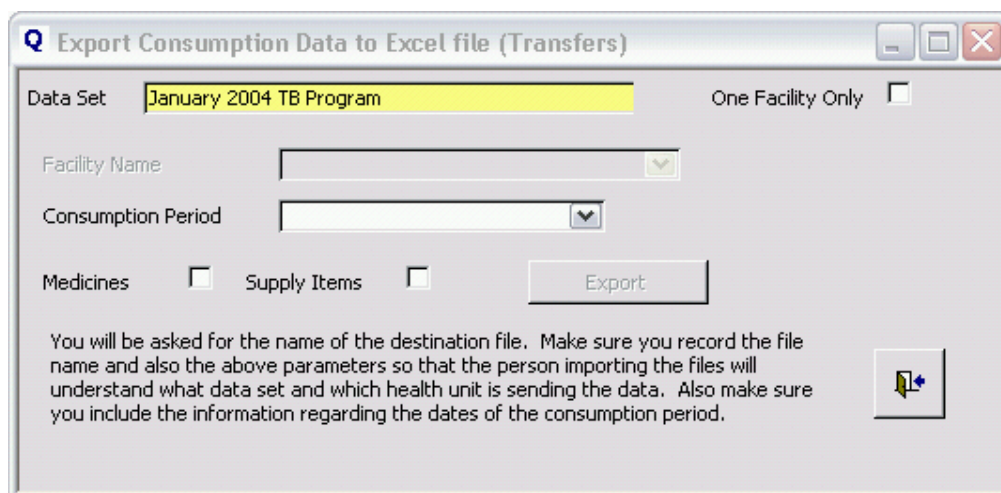 Q Export Consumption Data to Excel file (Transfers)
Data Set January 2004 TB Program One Facility Only
Facility Name
Consumption Period
Medicines Supply Items Export
You will be asked for the name of the destination file. Make sure you record the file
name and also the above parameters so that the person importing the files will
understand what data set and which health unit is sending the data. Also make sure
you include the information regarding the dates of the consumption period.